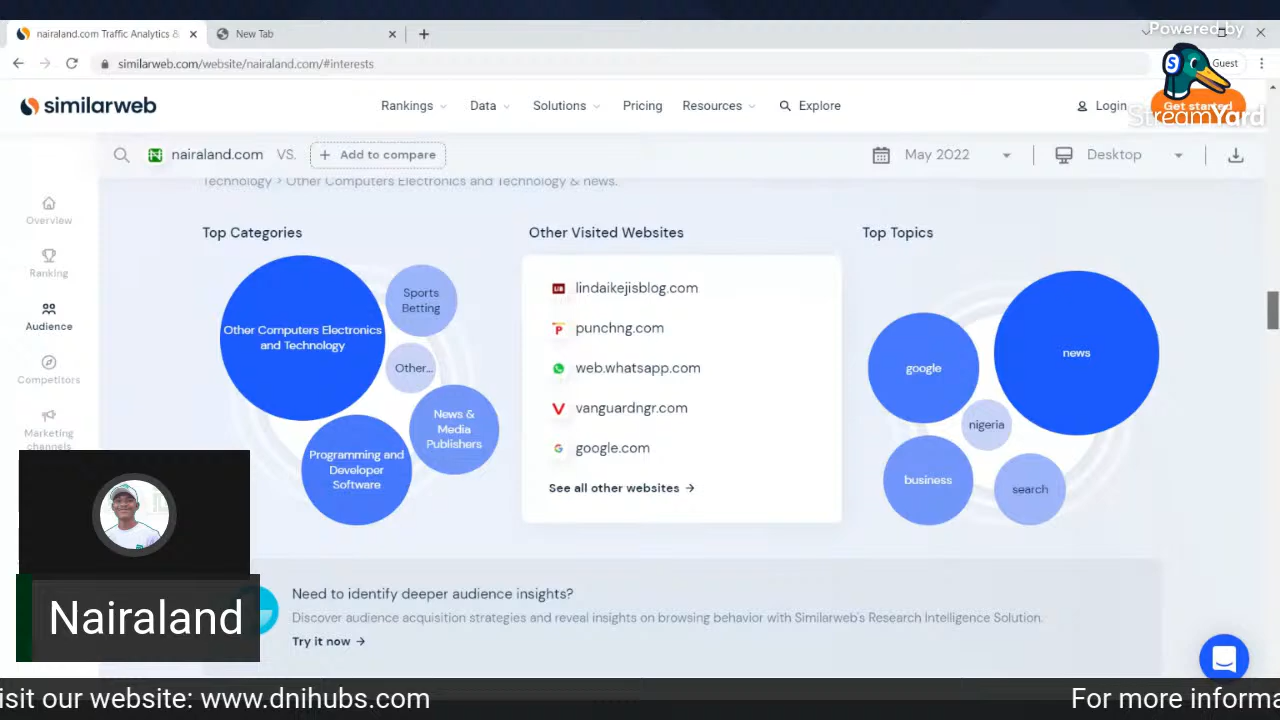 nairaland.com Traffic Analytics &
New Tab
Powered by
similarweb.com/website/nairaland.com/#interests
Guest
similarweb
Rankings
Data
Solutions
Pricing
Resources
Explore
Login
Get started
StreamYard
nairaland.com
VS.
+ Add to compare
May 2022
Desktop
Technology > Other Computers Electronics and Technology & news.
Overview
Ranking
Audience
Competitors
Marketing
channels
Top Categories
Other Computers Electronics
and Technology
Sports
Betting
Other...
News &
Media
Publishers
Programming and
Developer
Software
Other Visited Websites
lindaikejisblog.com
punchng.com
web.whatsapp.com
vanguardngr.com
google.com
See all other websites →
Top Topics
google
news
nigeria
business
search
Need to identify deeper audience insights?
Discover audience acquisition strategies and reveal insights on browsing behavior with Similarweb's Research Intelligence Solution.
Try it now →
Nairaland
isit our website: www.dnihubs.com
For more informa